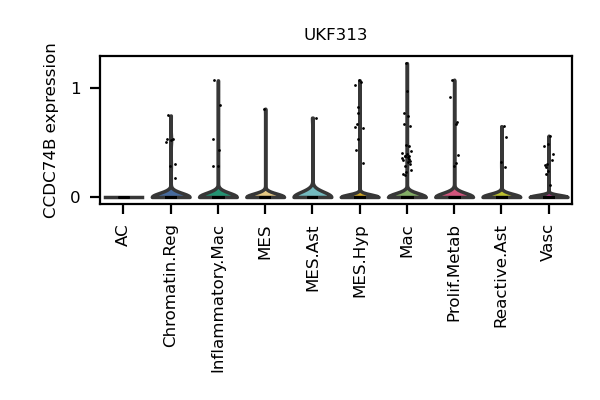 UKF313
CCDC74B expression
1
0
AC
Chromatin.Reg
Inflammatory.Mac
MES
MES.Ast
MES.Hyp
Mac
Prolif.Metab
Reactive.Ast
Vasc